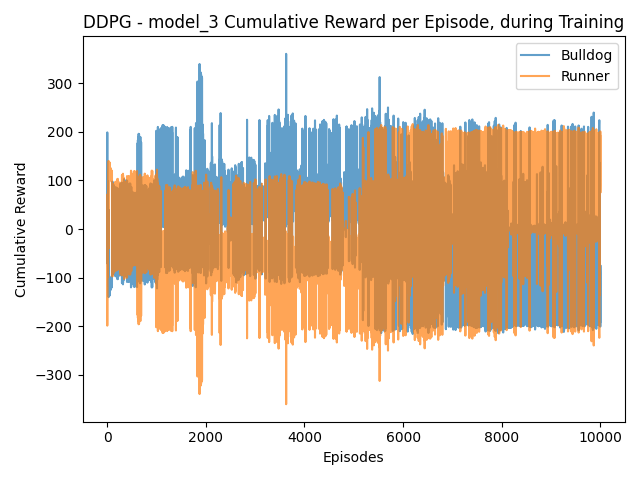 DDPG - model_3 Cumulative Reward per Episode, during Training
Bulldog
Runner
Cumulative Reward
300
200
100
0
−100
−200
−300
0
2000
4000
6000
8000
10000
Episodes